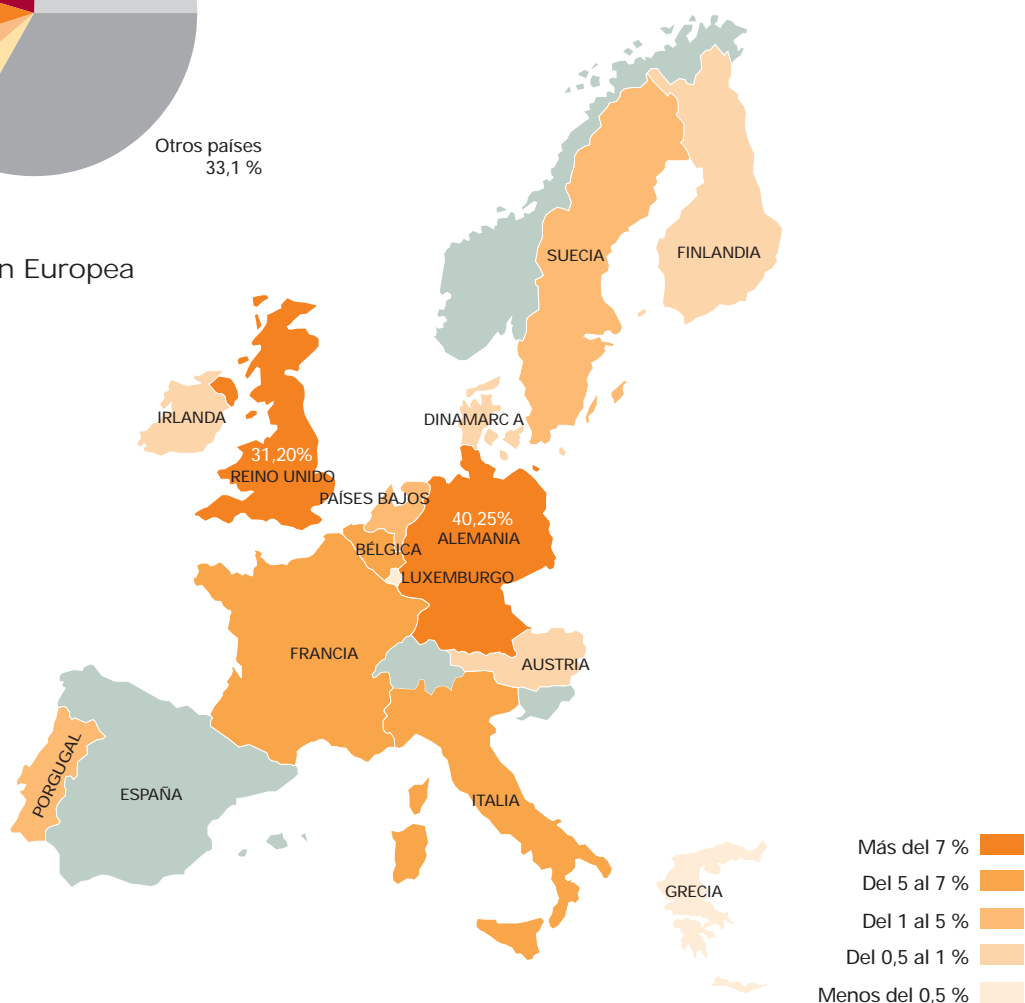 Otros países
33,1 %
n Europea
SUECIA
FINLANDIA
IRLANDA
DINAMARC A
31,20%
REINO UNIDO
PAÍSES BAJOS
40,25%
ALEMANIA
BÉLGICA
LUXEMBURGO
FRANCIA
AUSTRIA
PORGUGAL
ESPAÑA
ITALIA
GRECIA
Más del 7 %
Del 5 al 7 %
Del 1 al 5 %
Del 0,5 al 1 %
Menos del 0,5 %